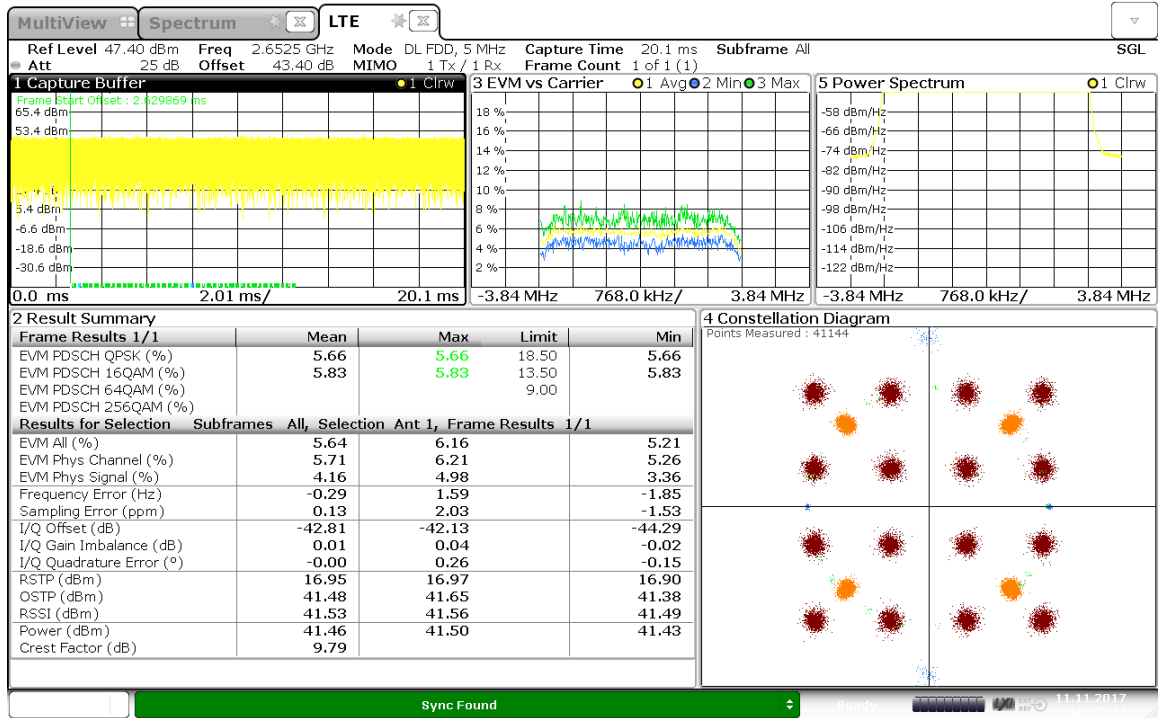 MultiView Spectrum LTE
Ref Level 47.40 dBm Freq 2.6525 GHz Mode DL FDD, 5 MHz Capture Time 20.1 ms Subframe All SGL
Att 25 dB Offset 43.40 dB MIMO 1 Tx / 1 Rx Frame Count 1 of 1 (1)
1 Capture Buffer 1 Clrw
Frame Start Offset : 2.629869 ms
65.4 dBm
53.4 dBm
5.4 dBm
-6.6 dBm
-18.6 dBm
-30.6 dBm
0.0 ms 2.01 ms/ 20.1 ms
3 EVM vs Carrier 1 Avg 2 Min 3 Max
18 %
16 %
14 %
12 %
10 %
8 %
6 %
4 %
2 %
-3.84 MHz 768.0 kHz/ 3.84 MHz
5 Power Spectrum 1 Clrw
-58 dBm/Hz
-66 dBm/Hz
-74 dBm/Hz
-82 dBm/Hz
-90 dBm/Hz
-98 dBm/Hz
-106 dBm/Hz
-114 dBm/Hz
-122 dBm/Hz
-3.84 MHz 768.0 kHz/ 3.84 MHz
2 Result Summary
Frame Results 1/1 Mean Max Limit Min
EVM PDSCH QPSK (%) 5.66 5.66 18.50 5.66
EVM PDSCH 16QAM (%) 5.83 5.83 13.50 5.83
EVM PDSCH 64QAM (%) 9.00
EVM PDSCH 256QAM (%)
Results for Selection Subframes All, Selection Ant 1, Frame Results 1/1
EVM All (%) 5.64 6.16 5.21
EVM Phys Channel (%) 5.71 6.21 5.26
EVM Phys Signal (%) 4.16 4.98 3.36
Frequency Error (Hz) -0.29 1.59 -1.85
Sampling Error (ppm) 0.13 2.03 -1.53
I/Q Offset (dB) -42.81 -42.13 -44.29
I/Q Gain Imbalance (dB) 0.01 0.04 -0.02
I/Q Quadrature Error (°) -0.00 0.26 -0.15
RSTP (dBm) 16.95 16.97 16.90
OSTP (dBm) 41.48 41.65 41.38
RSSI (dBm) 41.53 41.56 41.49
Power (dBm) 41.46 41.50 41.43
Crest Factor (dB) 9.79
4 Constellation Diagram
Points Measured : 41144
Sync Found
Ready
11.11.2017